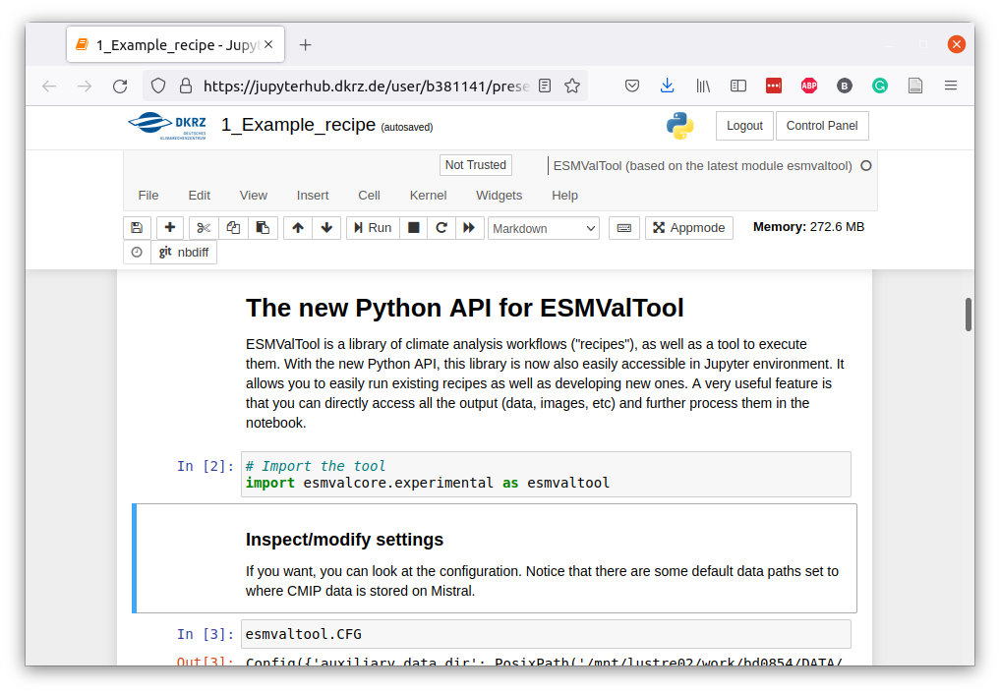 1_Example_recipe - Jupyt
https://jupyterhub.dkrz.de/user/b381141/prese
ABP
B
G
DKRZ
DEUTSCHES
KLIMARECHENZENTRUM
1_Example_recipe (autosaved)
Logout
Control Panel
Not Trusted
ESMValTool (based on the latest module esmvaltool)
File Edit View Insert Cell Kernel Widgets Help
Run
Markdown
Appmode
Memory: 272.6 MB
git nbdiff
The new Python API for ESMValTool
ESMValTool is a library of climate analysis workflows ("recipes"), as well as a tool to execute
them. With the new Python API, this library is now also easily accessible in Jupyter environment. It
allows you to easily run existing recipes as well as developing new ones. A very useful feature is
that you can directly access all the output (data, images, etc) and further process them in the
notebook.
In [2]: # Import the tool
import esmvalcore.experimental as esmvaltool
Inspect/modify settings
If you want, you can look at the configuration. Notice that there are some default data paths set to
where CMIP data is stored on Mistral.
In [3]: esmvaltool.CFG
Out[3]: Config({'auxiliary_data_dir': PosixPath('/mnt/lustre02/work/bd0854/DATA/